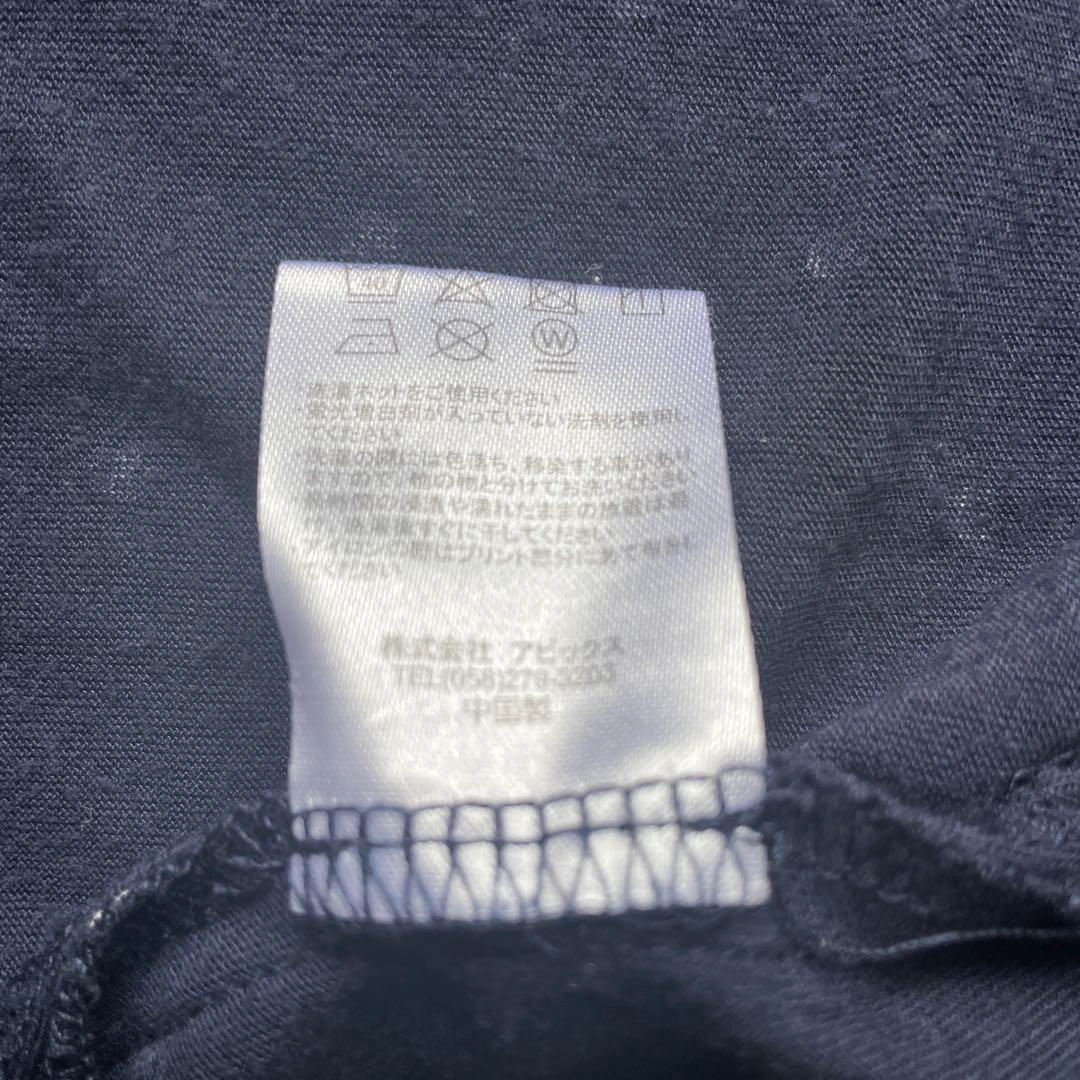 40
W
洗濯ネットをご使用ください
蛍光増白剤が入っていない洗剤を使用し
てください
洗濯の際には色落ち、移染する事があり
ますので、他の物と分けてお洗いください
長時間の浸漬や濡れたままの放置は避
け、洗濯後すぐに干してください
アイロンの際はプリント部分にあてないで
ください
株式会社 アピックス
TEL(058)279-
中国製